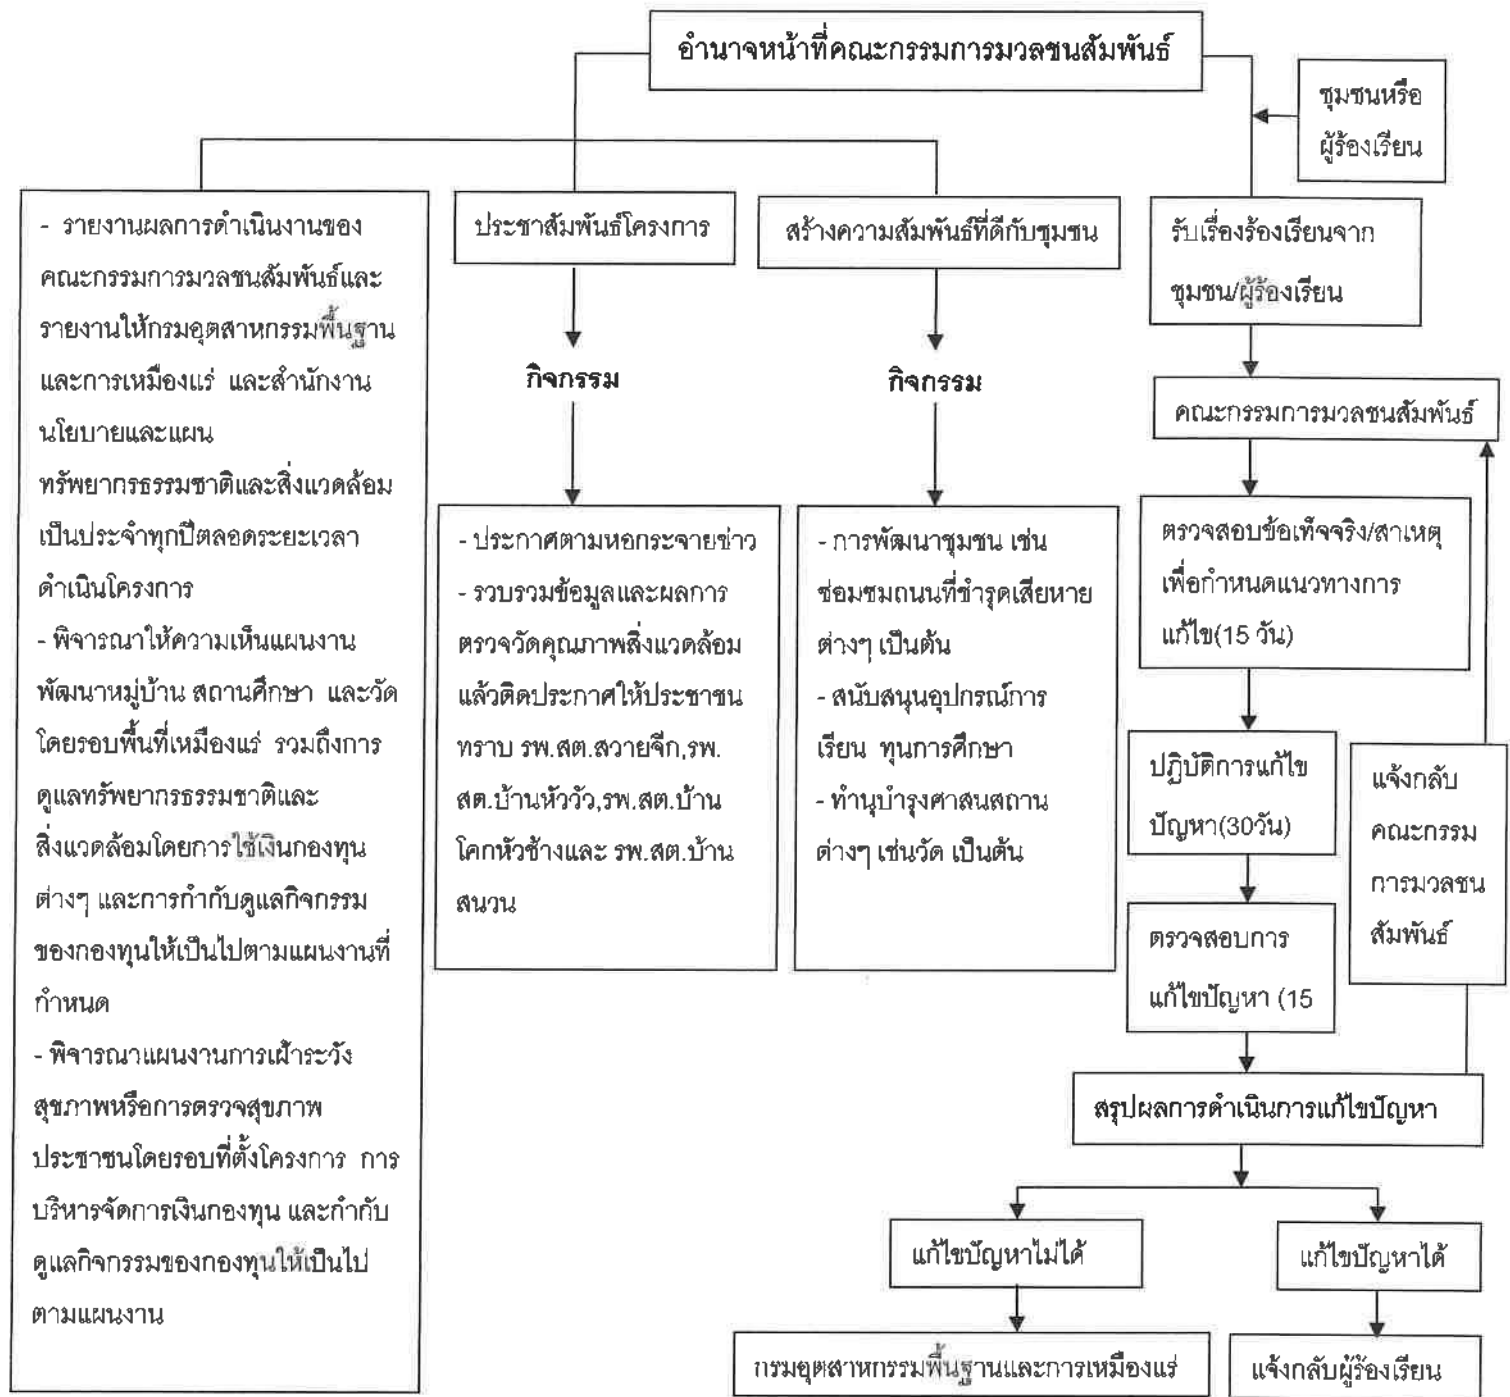 อำนาจหน้าที่คณะกรรมการมวลชนสัมพันธ์
ชุมชนหรือ
ผู้ร้องเรียน
- รายงานผลการดำเนินงานของ
คณะกรรมการมวลชนสัมพันธ์และ
รายงานให้กรมอุตสาหกรรมพื้นฐาน
และการเหมืองแร่ และสำนักงาน
นโยบายและแผน
ทรัพยากรธรรมชาติและสิ่งแวดล้อม
เป็นประจำทุกปีตลอดระยะเวลา
ดำเนินโครงการ
- พิจารณาให้ความเห็นแผนงาน
พัฒนาหมู่บ้าน สถานศึกษา และวัด
โดยรอบพื้นที่เหมืองแร่ รวมถึงการ
ดูแลทรัพยากรธรรมชาติและ
สิ่งแวดล้อมโดยการใช้เงินกองทุน
ต่างๆ และการกำกับดูแลกิจกรรม
ของกองทุนให้เป็นไปตามแผนงานที่
กำหนด
- พิจารณาแผนงานการเฝ้าระวัง
สุขภาพหรือการตรวจสุขภาพ
ประชาชนโดยรอบที่ตั้งโครงการ การ
บริหารจัดการเงินกองทุน และกำกับ
ดูแลกิจกรรมของกองทุนให้เป็นไป
ตามแผนงาน
ประชาสัมพันธ์โครงการ
กิจกรรม
- ประกาศตามหอกระจายข่าว
- รวบรวมข้อมูลและผลการ
ตรวจวัดคุณภาพสิ่งแวดล้อม
แล้วติดประกาศให้ประชาชน
ทราบ รพ.สต.สวายจีก,รพ.
สต.บ้านหัววัว,รพ.สต.บ้าน
โคกหัวช้างและ รพ.สต.บ้าน
สนวน
สร้างความสัมพันธ์ที่ดีกับชุมชน
กิจกรรม
- การพัฒนาชุมชน เช่น
ซ่อมชมถนนที่ชำรุดเสียหาย
ต่างๆ เป็นต้น
- สนับสนุนอุปกรณ์การ
เรียน ทุนการศึกษา
- ทำนุบำรุงศาสนสถาน
ต่างๆ เช่นวัด เป็นต้น
รับเรื่องร้องเรียนจาก
ชุมชน/ผู้ร้องเรียน
คณะกรรมการมวลชนสัมพันธ์
ตรวจสอบข้อเท็จจริง/สาเหตุ
เพื่อกำหนดแนวทางการ
แก้ไข(15 วัน)
ปฏิบัติการแก้ไข
ปัญหา(30วัน)
ตรวจสอบการ
แก้ไขปัญหา (15
แจ้งกลับ
คณะกรรม
การมวลชน
สัมพันธ์
สรุปผลการดำเนินการแก้ไขปัญหา
แก้ไขปัญหาไม่ได้
แก้ไขปัญหาได้
กรมอุตสาหกรรมพื้นฐานและการเหมืองแร่
แจ้งกลับผู้ร้องเรียน